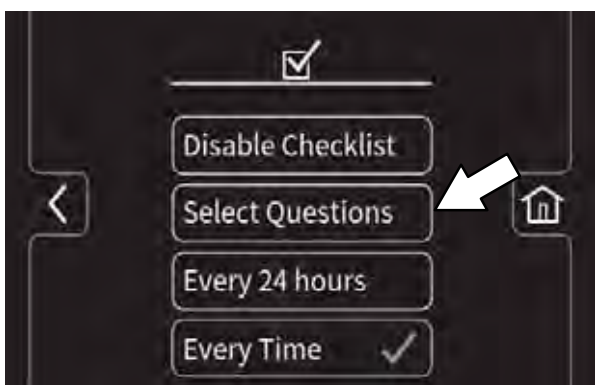 Disable Checklist
Select Questions
Every 24 hours
Every Time